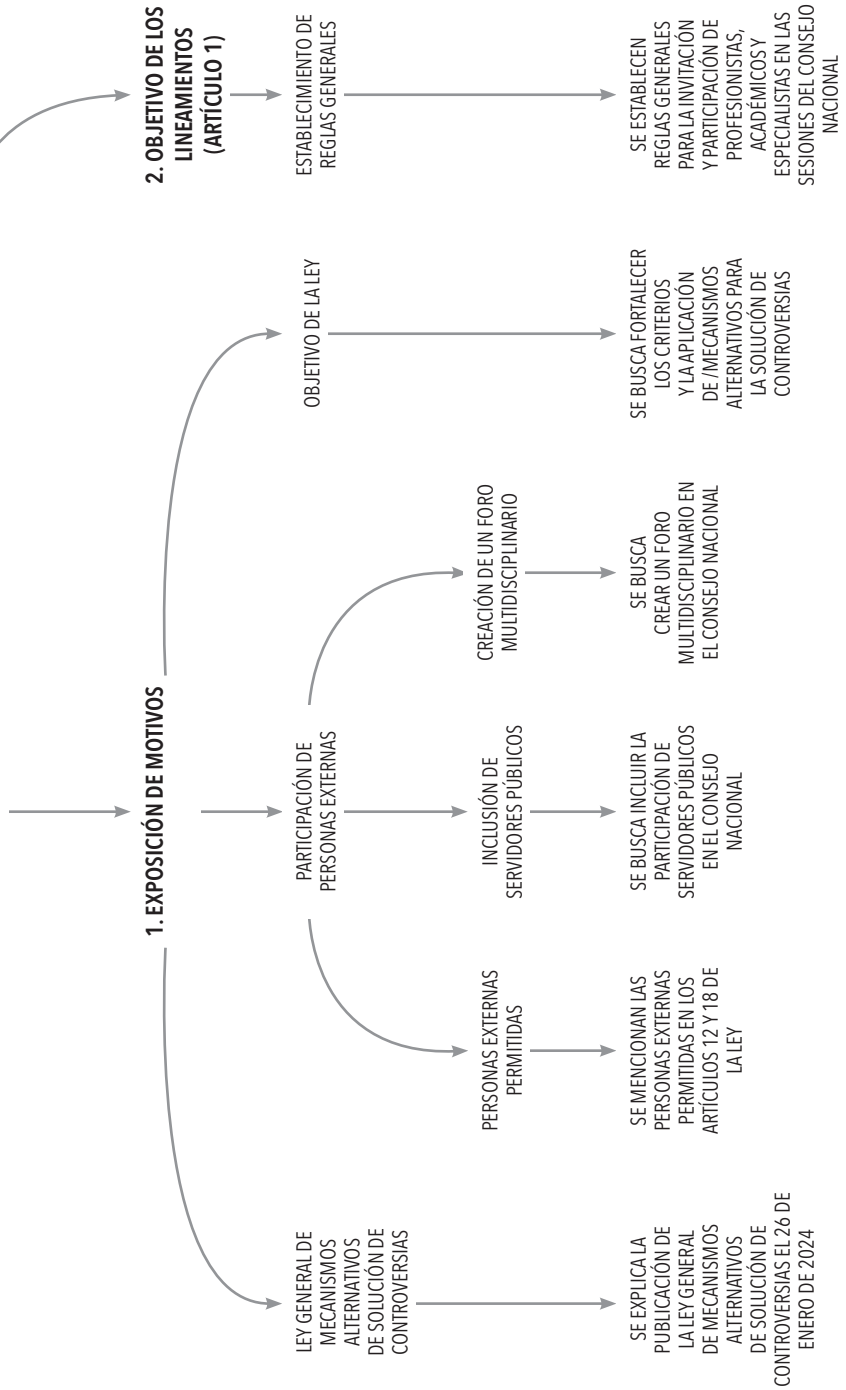 1. EXPOSICIÓN DE MOTIVOS
LEY GENERAL DE
MECANISMOS
ALTERNATIVOS
DE SOLUCIÓN DE
CONTROVERSIAS
SE EXPLICA LA
PUBLICACIÓN DE
LA LEY GENERAL
DE MECANISMOS
ALTERNATIVOS
DE SOLUCIÓN DE
CONTROVERSIAS EL 26 DE
ENERO DE 2024
PARTICIPACIÓN DE
PERSONAS EXTERNAS
PERSONAS EXTERNAS
PERMITIDAS
SE MENCIONAN LAS
PERSONAS EXTERNAS
PERMITIDAS EN LOS
ARTÍCULOS 12 Y 18 DE
LA LEY
INCLUSIÓN DE
SERVIDORES PÚBLICOS
SE BUSCA INCLUIR LA
PARTICIPACIÓN DE
SERVIDORES PÚBLICOS
EN EL CONSEJO
NACIONAL
CREACIÓN DE UN FORO
MULTIDISCIPLINARIO
SE BUSCA
CREAR UN FORO
MULTIDISCIPLINARIO EN
EL CONSEJO NACIONAL
OBJETIVO DE LA LEY
SE BUSCA FORTALECER
LOS CRITERIOS
Y LA APLICACIÓN
DE /MECANISMOS
ALTERNATIVOS PARA
LA SOLUCIÓN DE
CONTROVERSIAS
2. OBJETIVO DE LOS
LINEAMIENTOS
(ARTÍCULO 1)
ESTABLECIMIENTO DE
REGLAS GENERALES
SE ESTABLECEN
REGLAS GENERALES
PARA LA INVITACIÓN
Y PARTICIPACIÓN DE
PROFESIONISTAS,
ACADÉMICOS Y
ESPECIALISTAS EN LAS
SESIONES DEL CONSEJO
NACIONAL